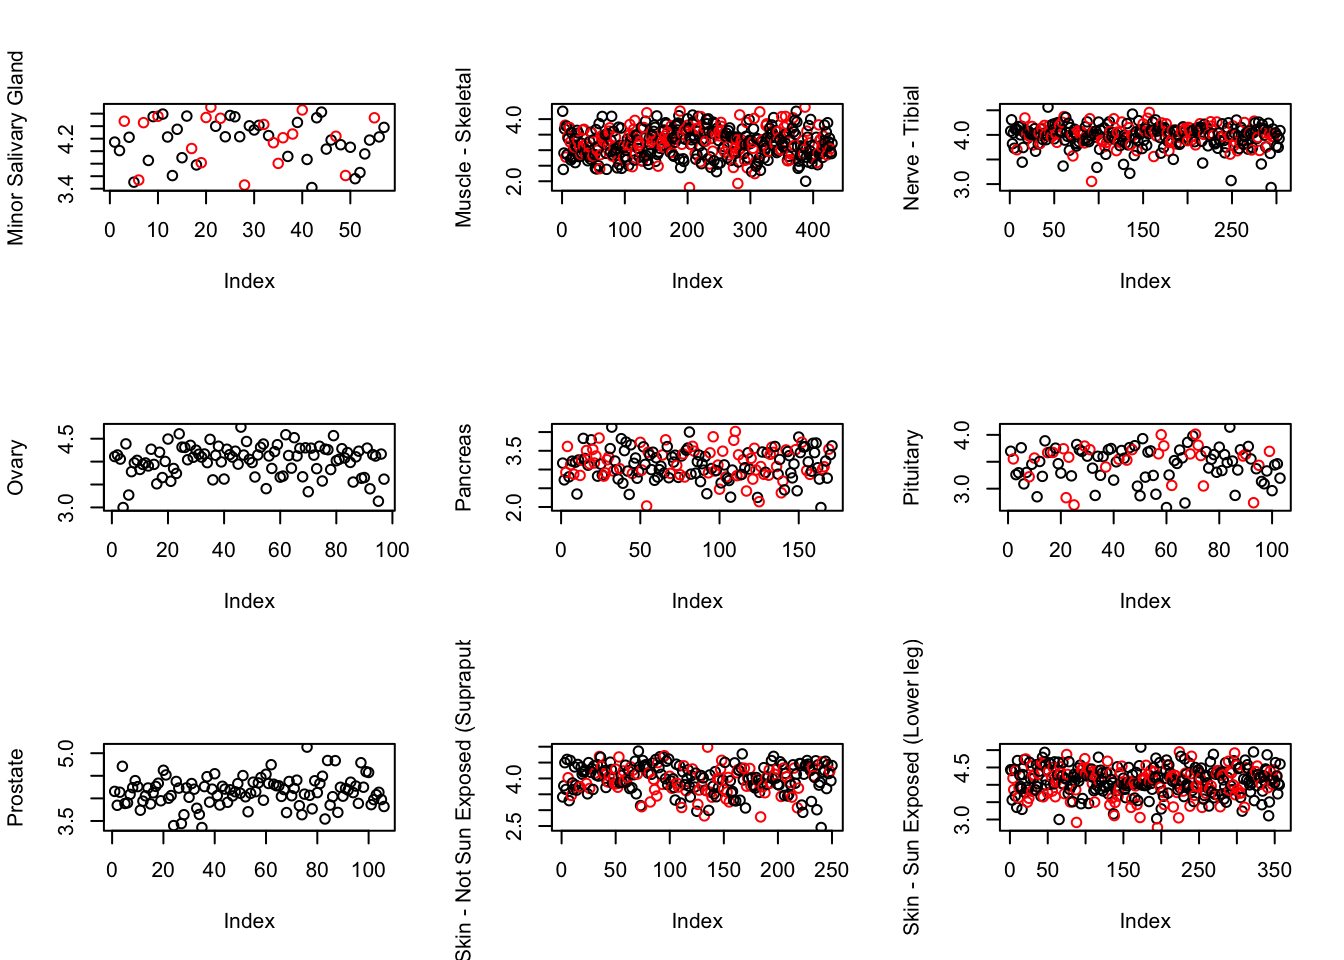 Minor Salivary Gland
3.4 4.2
0 10 20 30 40 50
Index
Muscle - Skeletal
2.0 4.0
0 100 200 300 400
Index
Nerve - Tibial
3.0 4.0
0 50 150 250
Index
Ovary
3.0 4.5
0 20 40 60 80 100
Index
Pancreas
2.0 3.5
0 50 100 150
Index
Pituitary
3.0 4.0
0 20 40 60 80 100
Index
Prostate
3.5 5.0
0 20 40 60 80 100
Index
Skin - Not Sun Exposed (Suprapub
2.5 4.0
0 50 100 150 200 250
Index
Skin - Sun Exposed (Lower leg)
3.0 4.5
0 50 150 250 350
Index